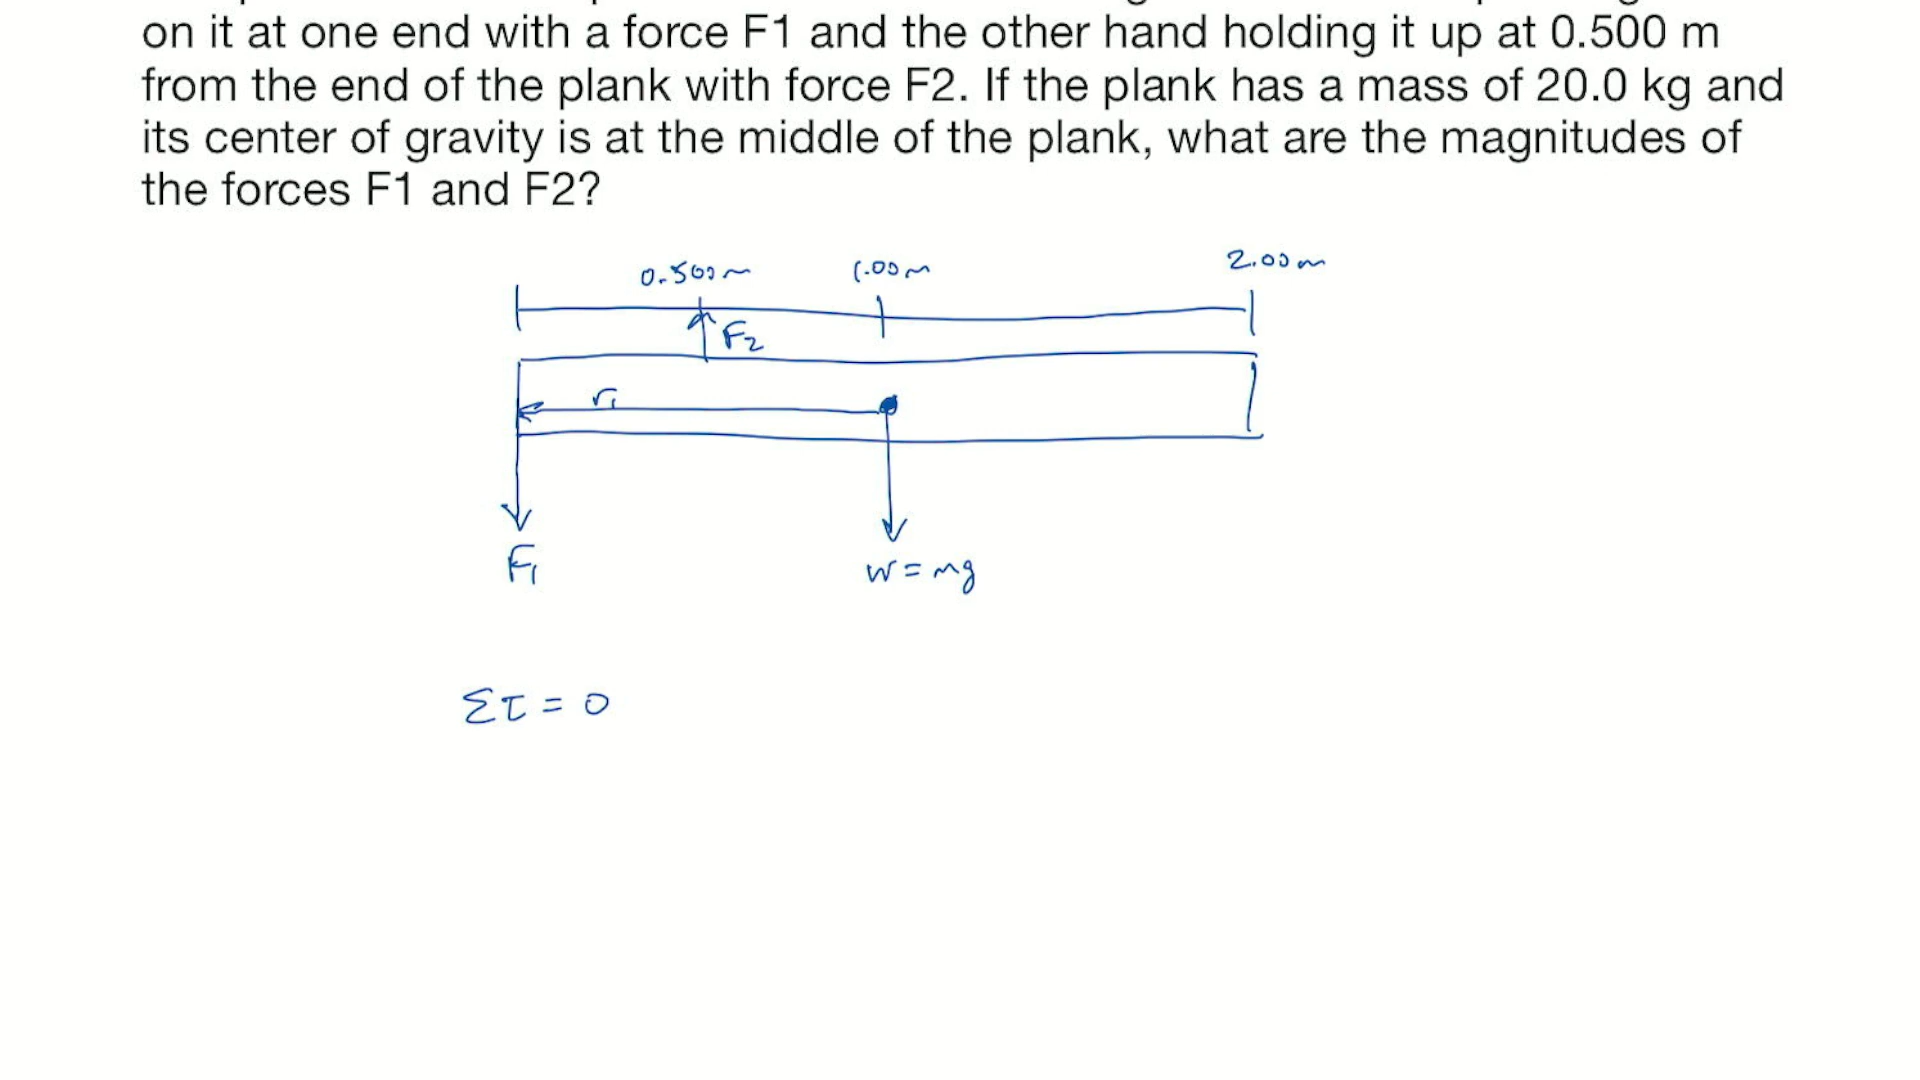 on it at one end with a force F1 and the other hand holding it up at 0.500 m
from the end of the plank with force F2. If the plank has a mass of 20.0 kg and
its center of gravity is at the middle of the plank, what are the magnitudes of
the forces F1 and F2?
0.500m 1.00m 2.00m
F2
r1
F1
W=mg
Στ = 0